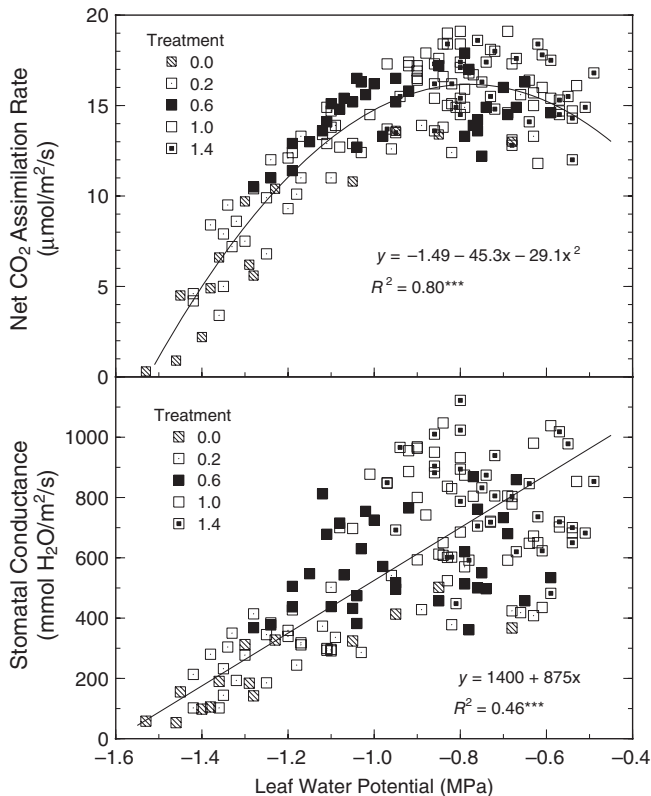 20
15
10
5
0
Net CO2 Assimilation Rate
(μmol/m2/s)
Treatment
0.0
0.2
0.6
1.0
1.4
y = −1.49 − 45.3x − 29.1x2
R2 = 0.80***
1000
800
600
400
200
0
Stomatal Conductance
(mmol H2O/m2/s)
Treatment
0.0
0.2
0.6
1.0
1.4
y = 1400 + 875x
R2 = 0.46***
−1.6 −1.4 −1.2 −1.0 −0.8 −0.6 −0.4
Leaf Water Potential (MPa)